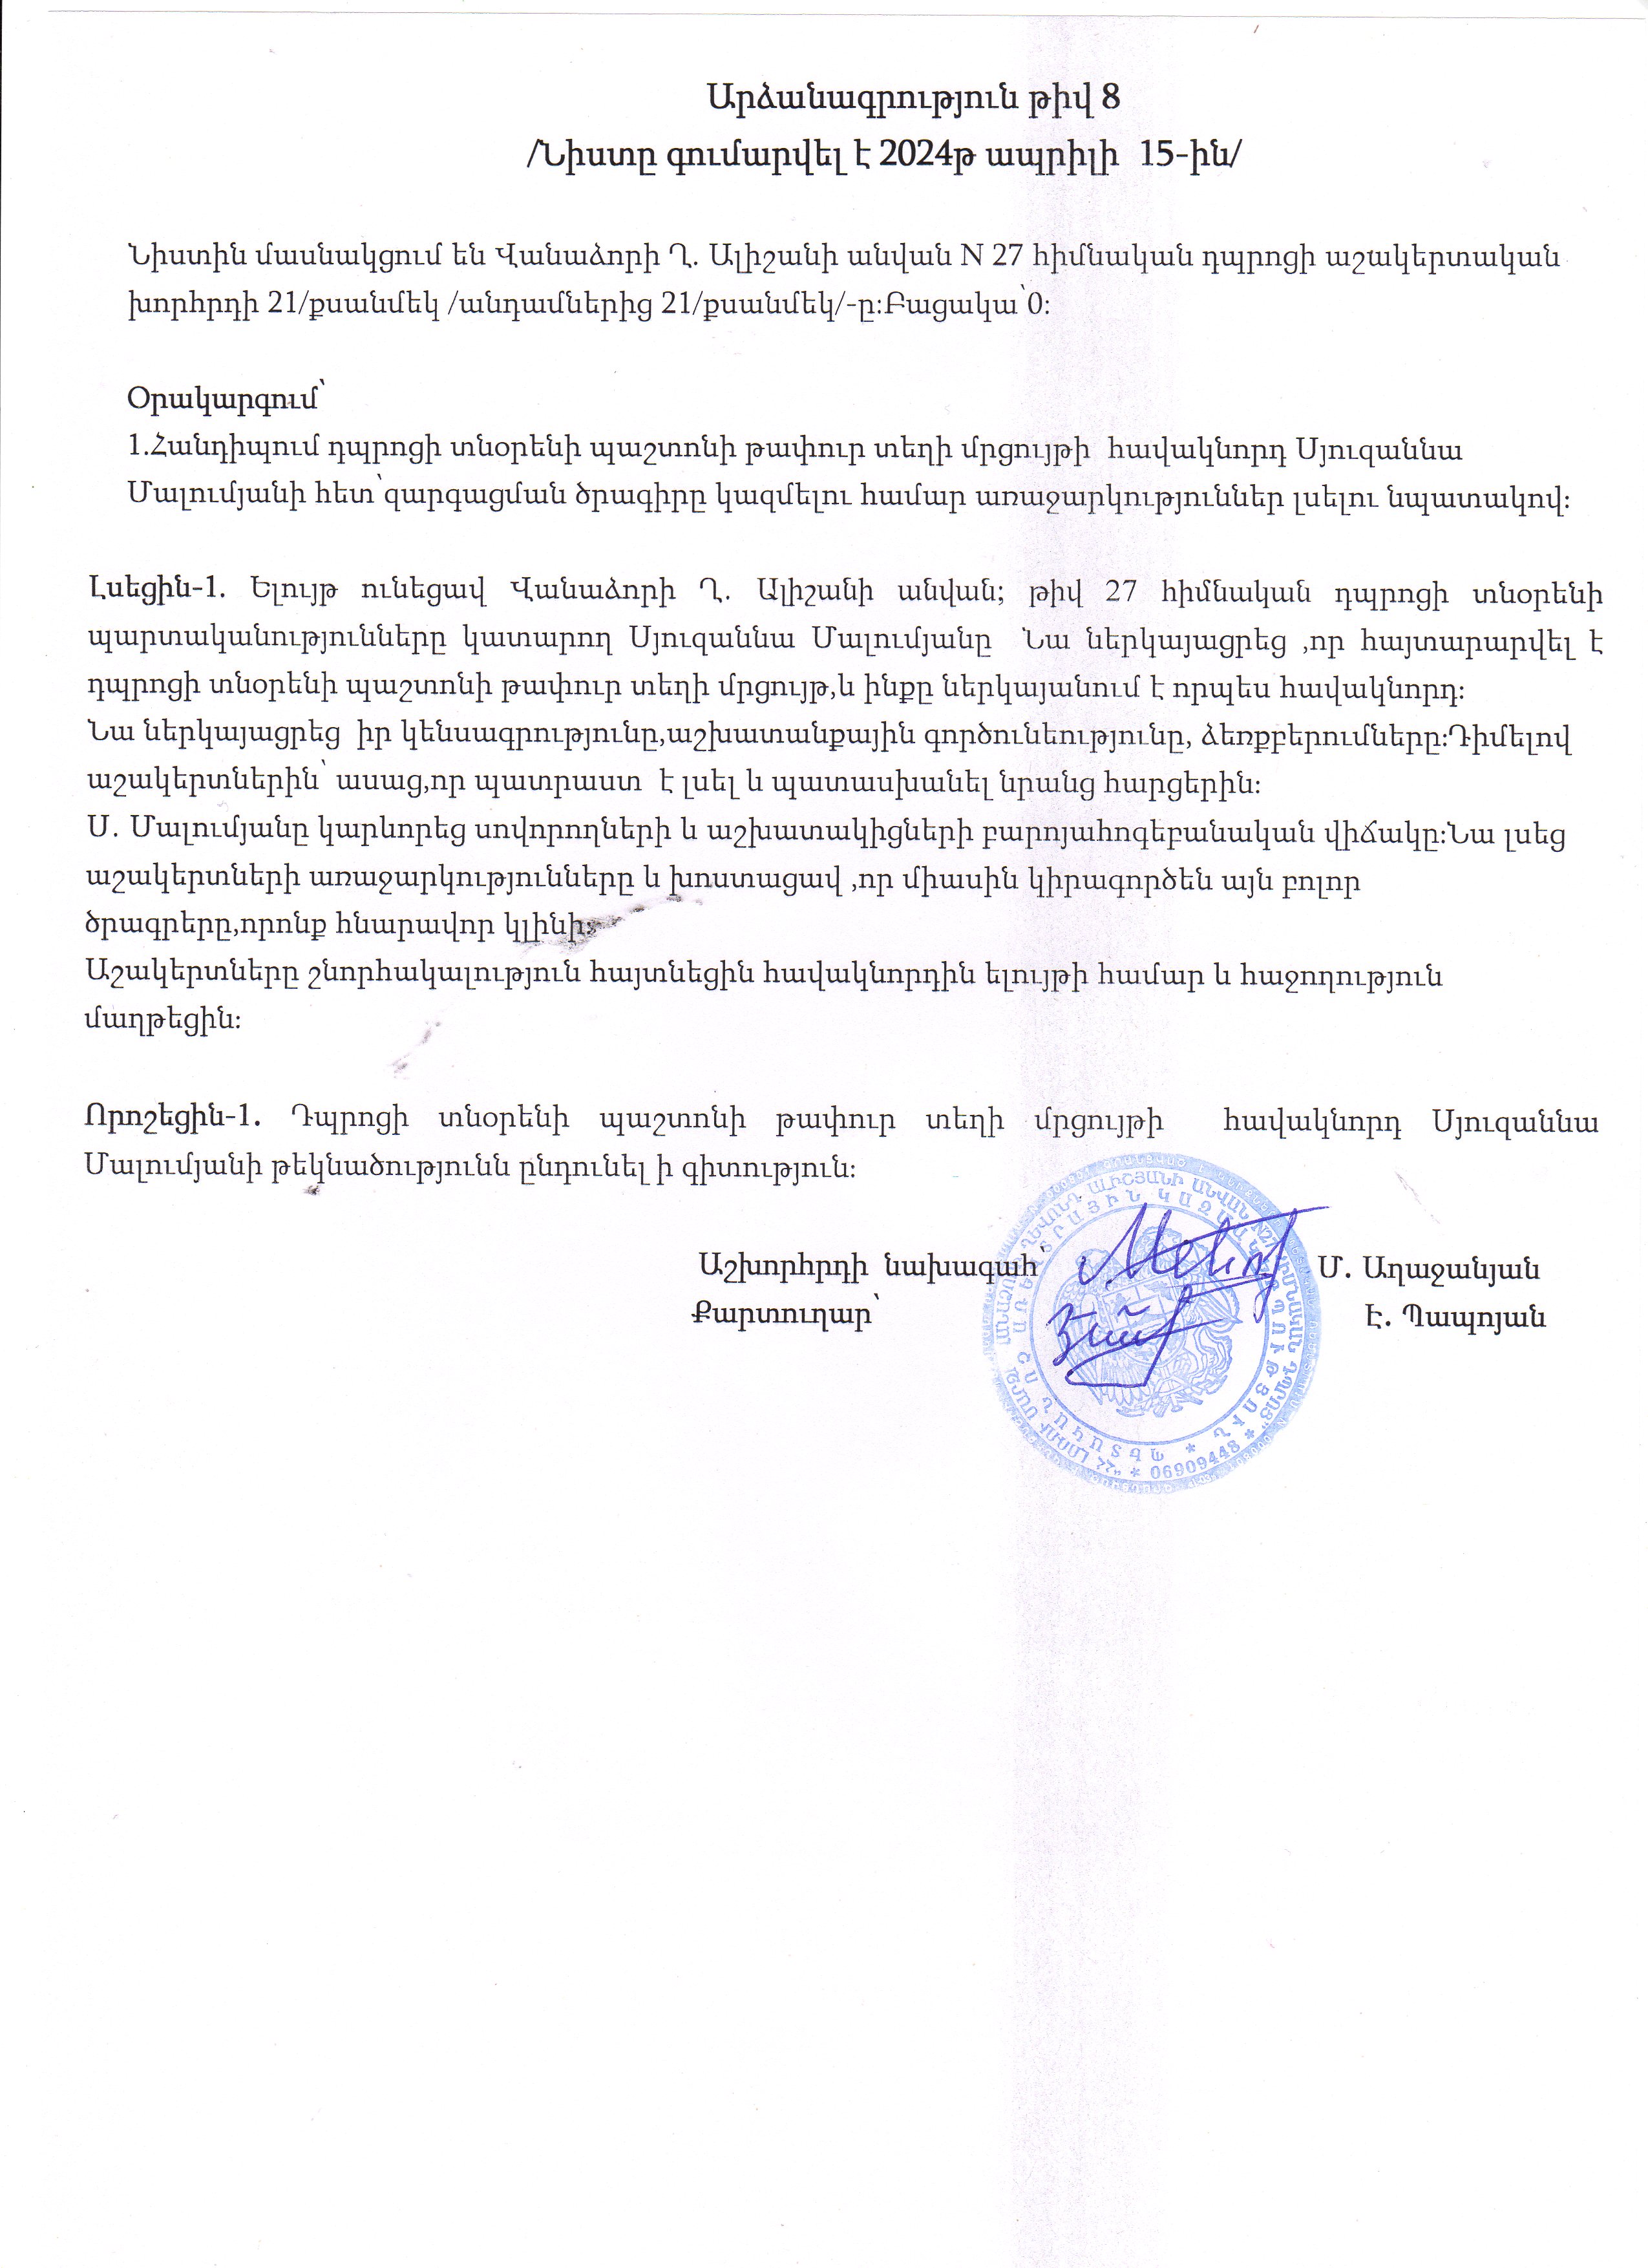 Արձանագրություն թիվ 8
/Նիստը գումարվել է 2024թ ապրիլի 15-ին/
Նիստին մասնակցում են Վանաձորի Ղ. Ալիշանի անվան N 27 հիմնական դպրոցի աշակերտական
խորհրդի 21/քսանմեկ /անդամներից 21/քսանմեկ/-ը:Բացակա՝0:
Օրակարգում՝
1.Հանդիպում դպրոցի տնօրենի պաշտոնի թափուր տեղի մրցույթի հավակնորդ Սյուզաննա
Մալումյանի հետ՝զարգացման ծրագիրը կազմելու համար առաջարկություններ լսելու նպատակով:
Լսեցին-1. Ելույթ ունեցավ Վանաձորի Ղ. Ալիշանի անվան; թիվ 27 հիմնական դպրոցի տնօրենի
պարտականությունները կատարող Սյուզաննա Մալումյանը Նա ներկայացրեց ,որ հայտարարվել է
դպրոցի տնօրենի պաշտոնի թափուր տեղի մրցույթ,և ինքը ներկայանում է որպես հավակնորդ:
Նա ներկայացրեց իր կենսագրությունը,աշխատանքային գործունեությունը, ձեռքբերումները:Դիմելով
աշակերտներին՝ ասաց,որ պատրաստ է լսել և պատասխանել նրանց հարցերին:
Ս. Մալումյանը կարևորեց սովորողների և աշխատակիցների բարոյահոգեբանական վիճակը:Նա լսեց
աշակերտների առաջարկությունները և խոստացավ ,որ միասին կիրագործեն այն բոլոր
ծրագրերը,որոնք հնարավոր կլինի:
Աշակերտները շնորհակալություն հայտնեցին հավակնորդին ելույթի համար և հաջողություն
մաղթեցին:
Որոշեցին-1. Դպրոցի տնօրենի պաշտոնի թափուր տեղի մրցույթի հավակնորդ Սյուզաննա
Մալումյանի թեկնածությունն ընդունել ի գիտություն:
Աշխորհրդի նախագահ՝ Մ. Աղաջանյան
Քարտուղար՝ Է. Պապոյան
06909448